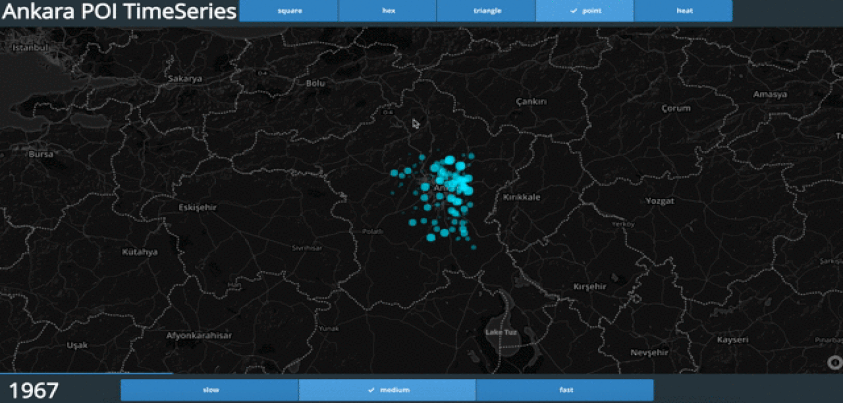 Ankara POI TimeSeries
square
hex
triangle
✓ point
heat
Istanbul
Sakarya
Bolu
Çankırı
Çorum
Amasya
Bursa
Eskişehir
Kırıkkale
Yozgat
Yerköy
Polatlı
Sivrihisar
Kütahya
Kırşehir
Afyonkarahisar
Yunak
Lake Tuz
Uşak
Nevşehir
Kayseri
1967
slow
✓ medium
fast